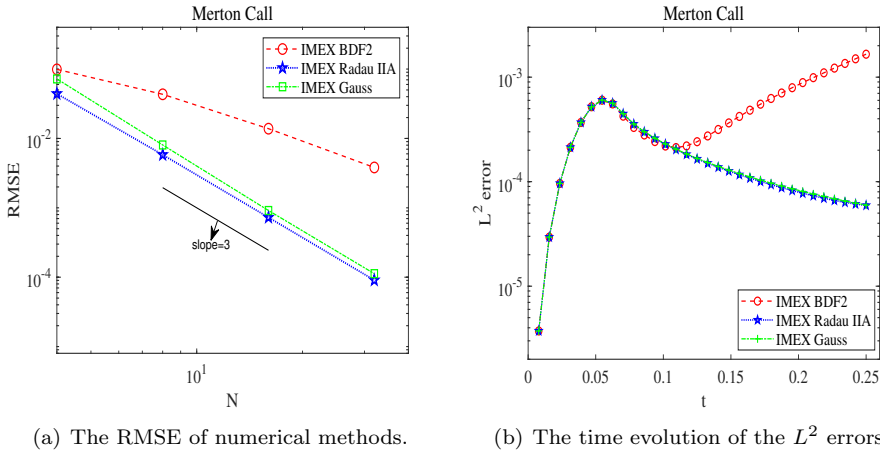 Merton Call
IMEX BDF2
IMEX Radau IIA
IMEX Gauss
RMSE
10^-2
10^-4
slope=3
10^1
N
(a) The RMSE of numerical methods.
Merton Call
L^2 error
10^-3
10^-4
10^-5
IMEX BDF2
IMEX Radau IIA
IMEX Gauss
0 0.05 0.1 0.15 0.2 0.25
t
(b) The time evolution of the L^2 errors